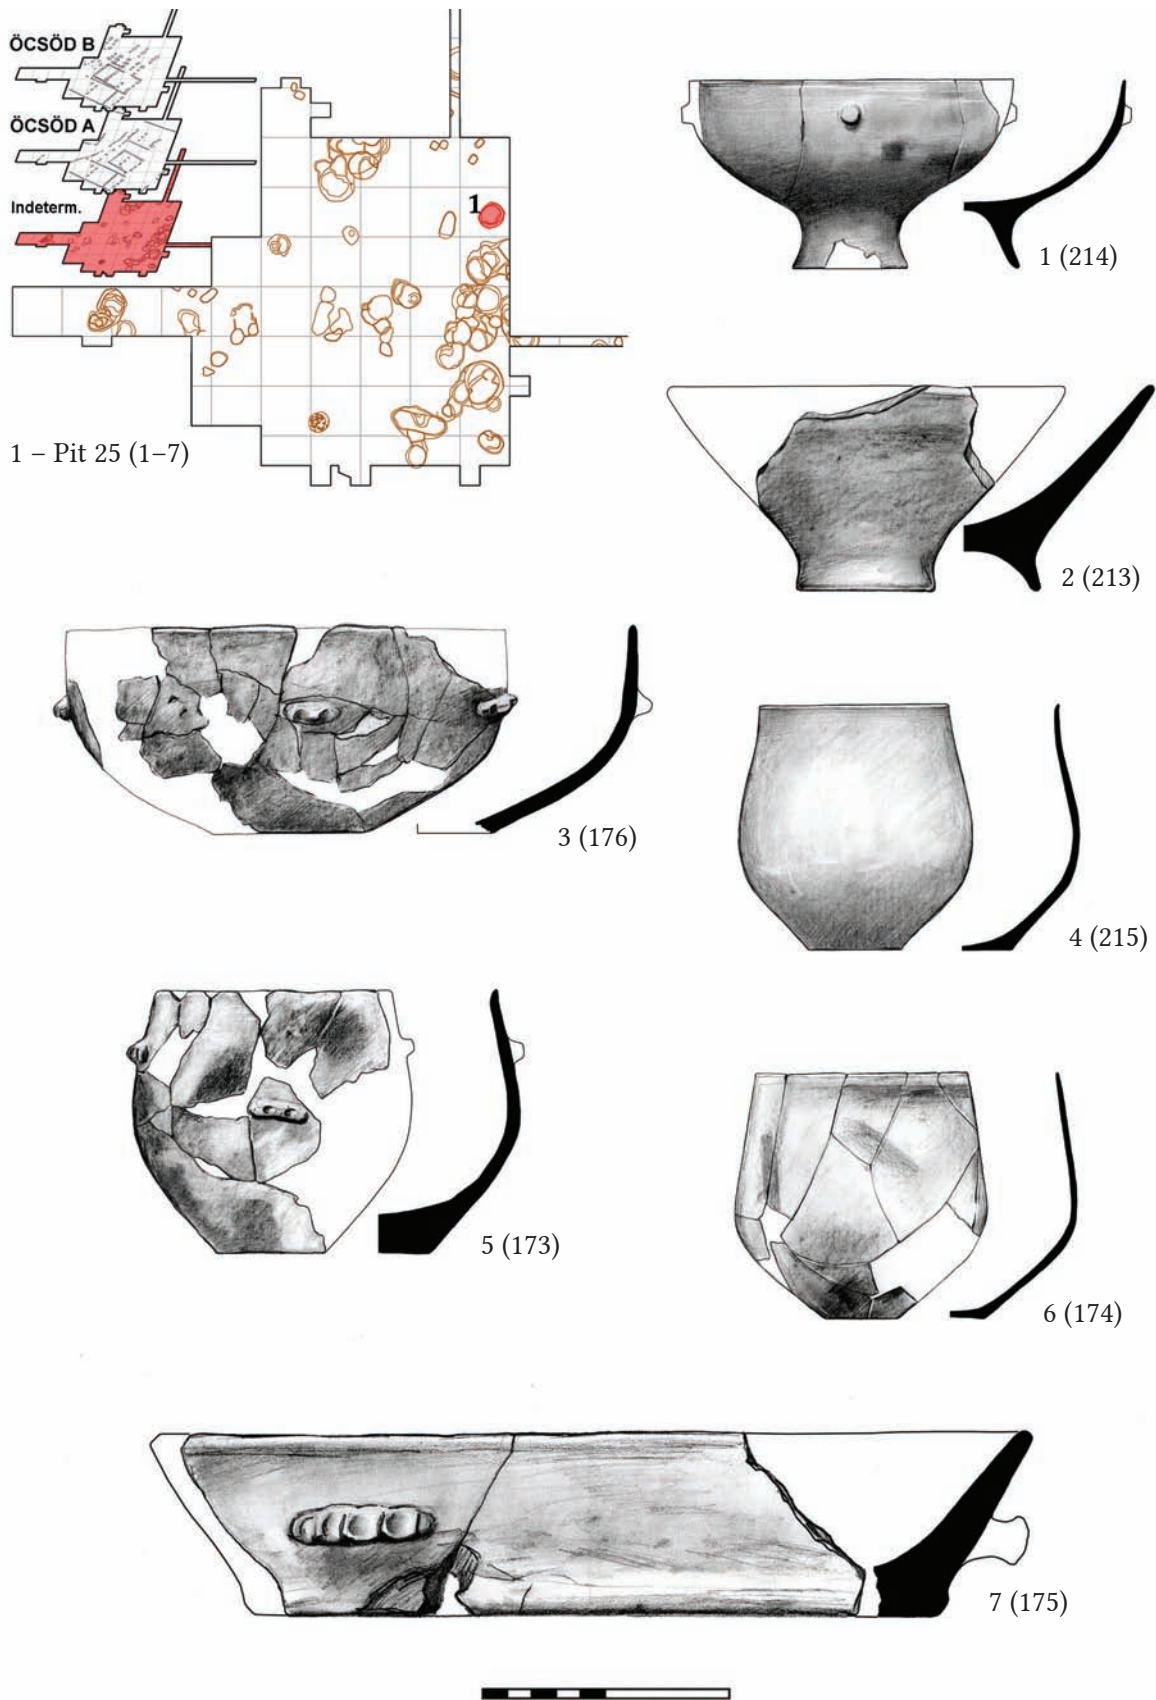 ÖCSÖD B
ÖCSÖD A
Indeterm.
1
1 – Pit 25 (1–7)
1 (214)
2 (213)
3 (176)
4 (215)
5 (173)
6 (174)
7 (175)